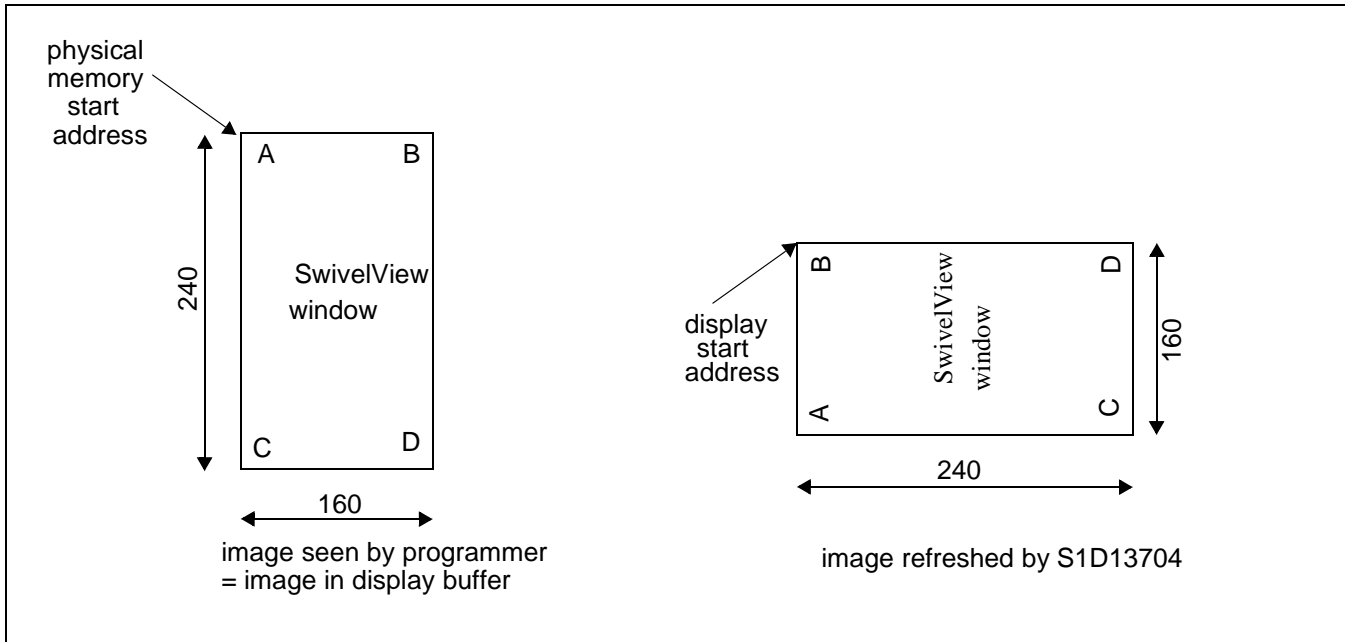 physical
memory
start
address
A B
240
SwivelView
window
C D
160
image seen by programmer
= image in display buffer
display
start
address
B D
SwivelView
window
A C
160
240
image refreshed by S1D13704